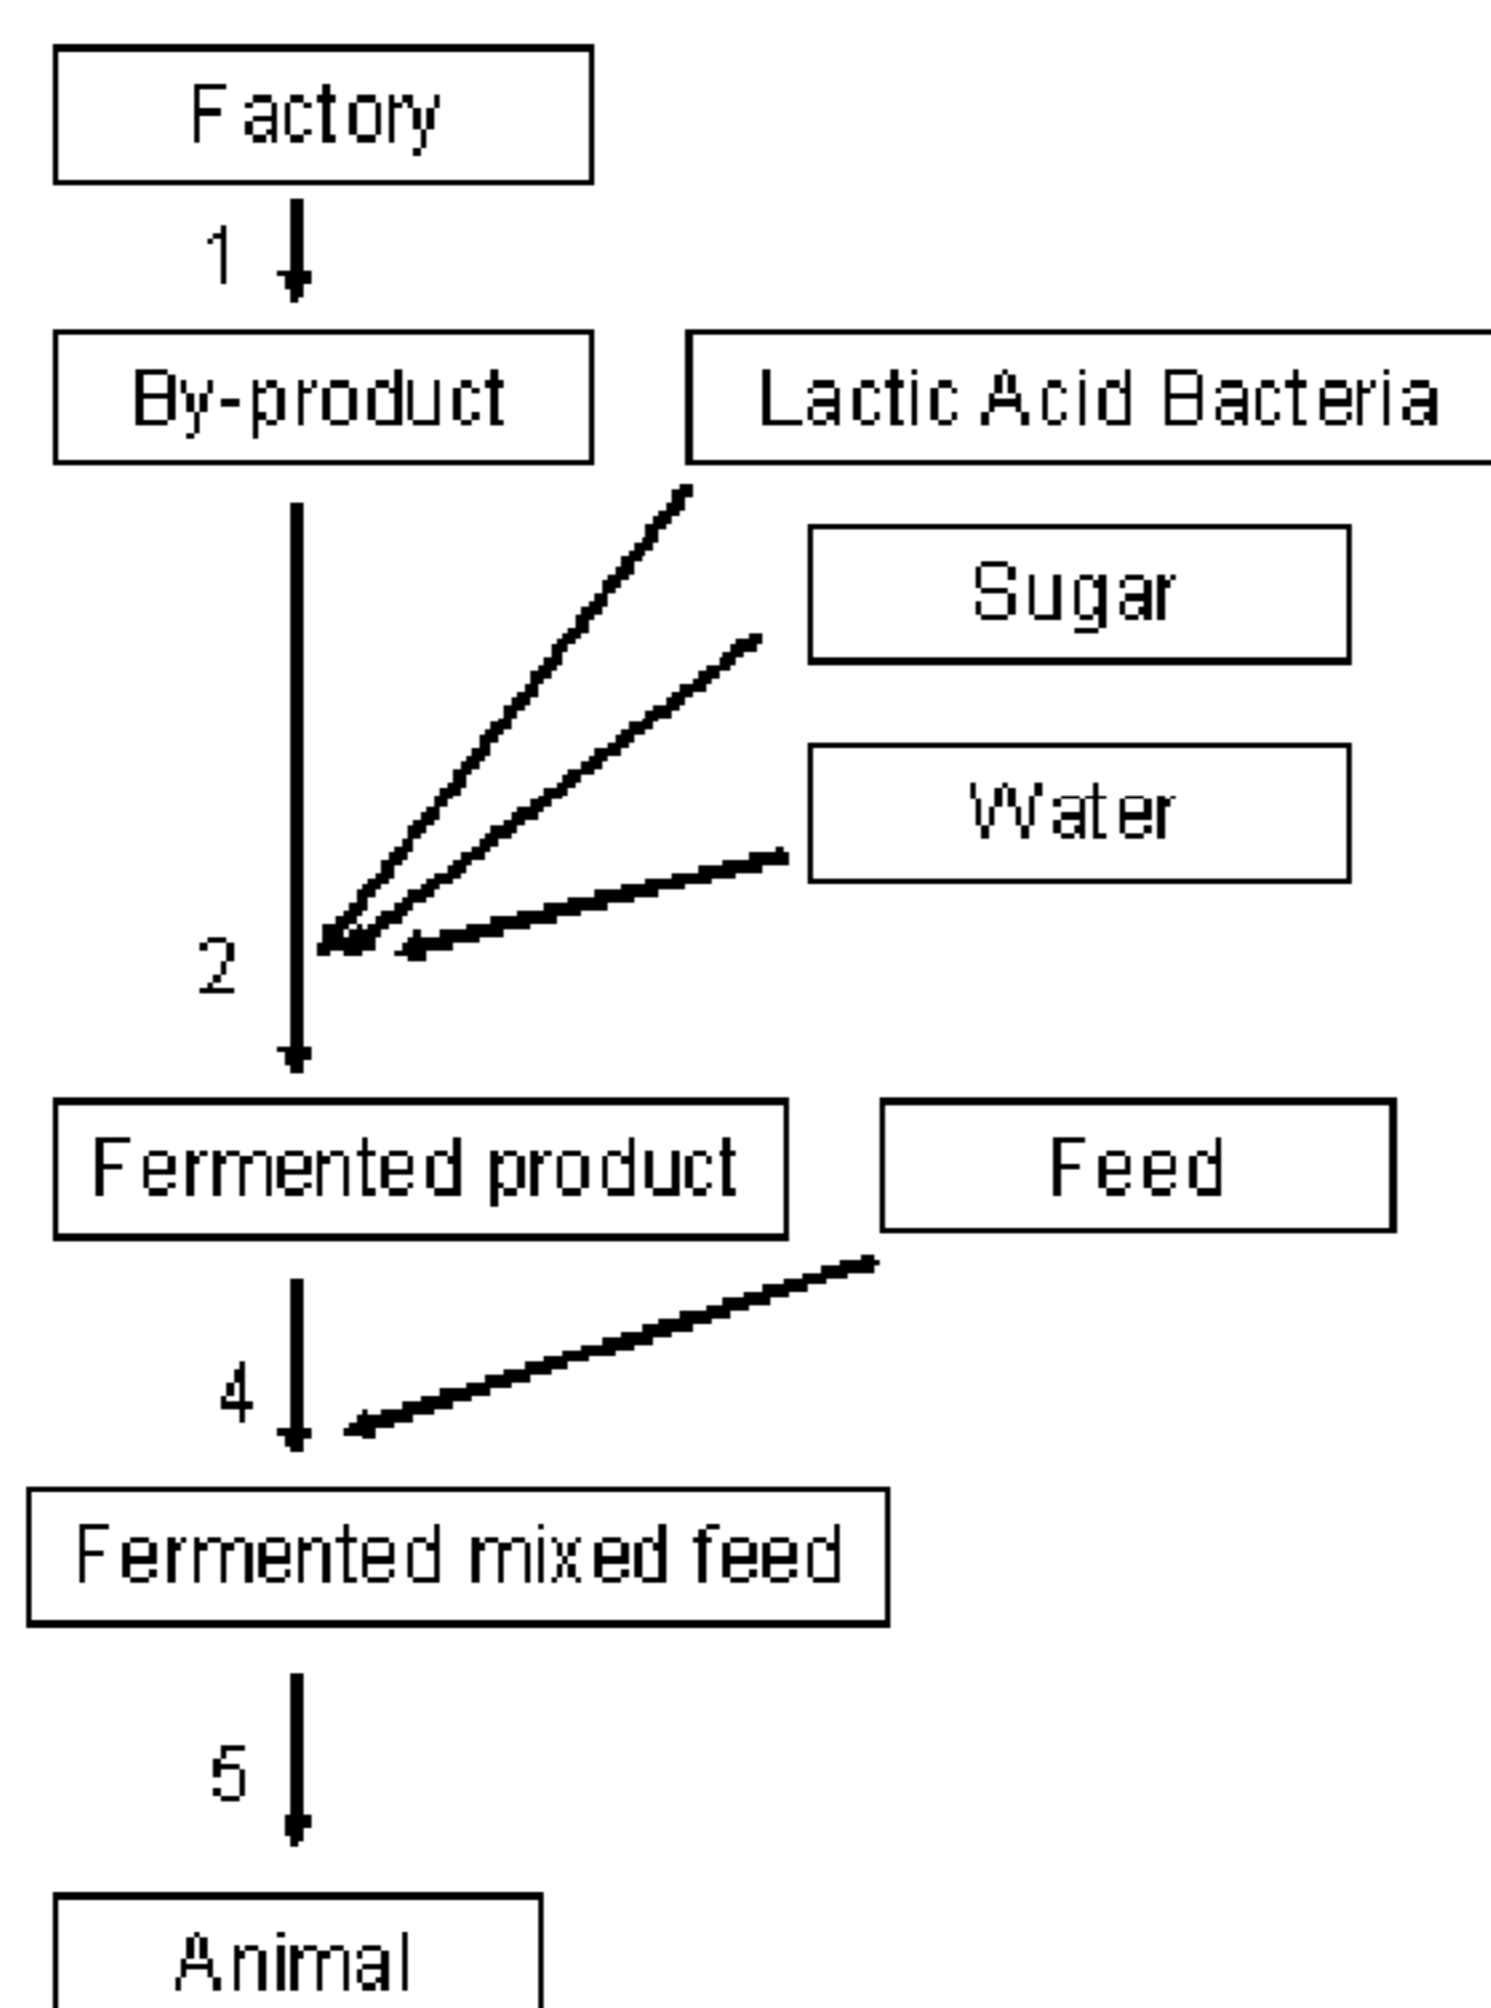 Factory
1
By-product
Lactic Acid Bacteria
Sugar
Water
2
Fermented product
Feed
4
Fermented mixed feed
5
Animal